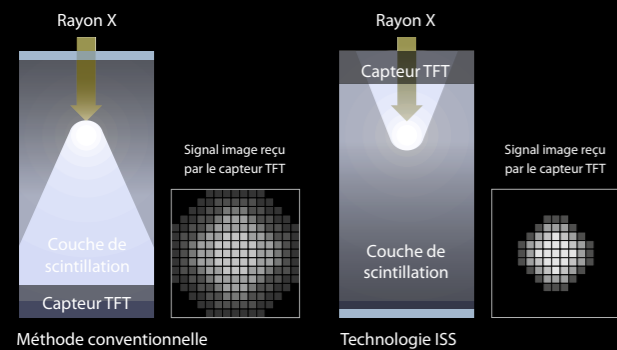 Rayon X
Couche de
scintillation
Capteur TFT
Signal image reçu
par le capteur TFT
Méthode conventionnelle
Rayon X
Capteur TFT
Couche de
scintillation
Signal image reçu
par le capteur TFT
Technologie ISS